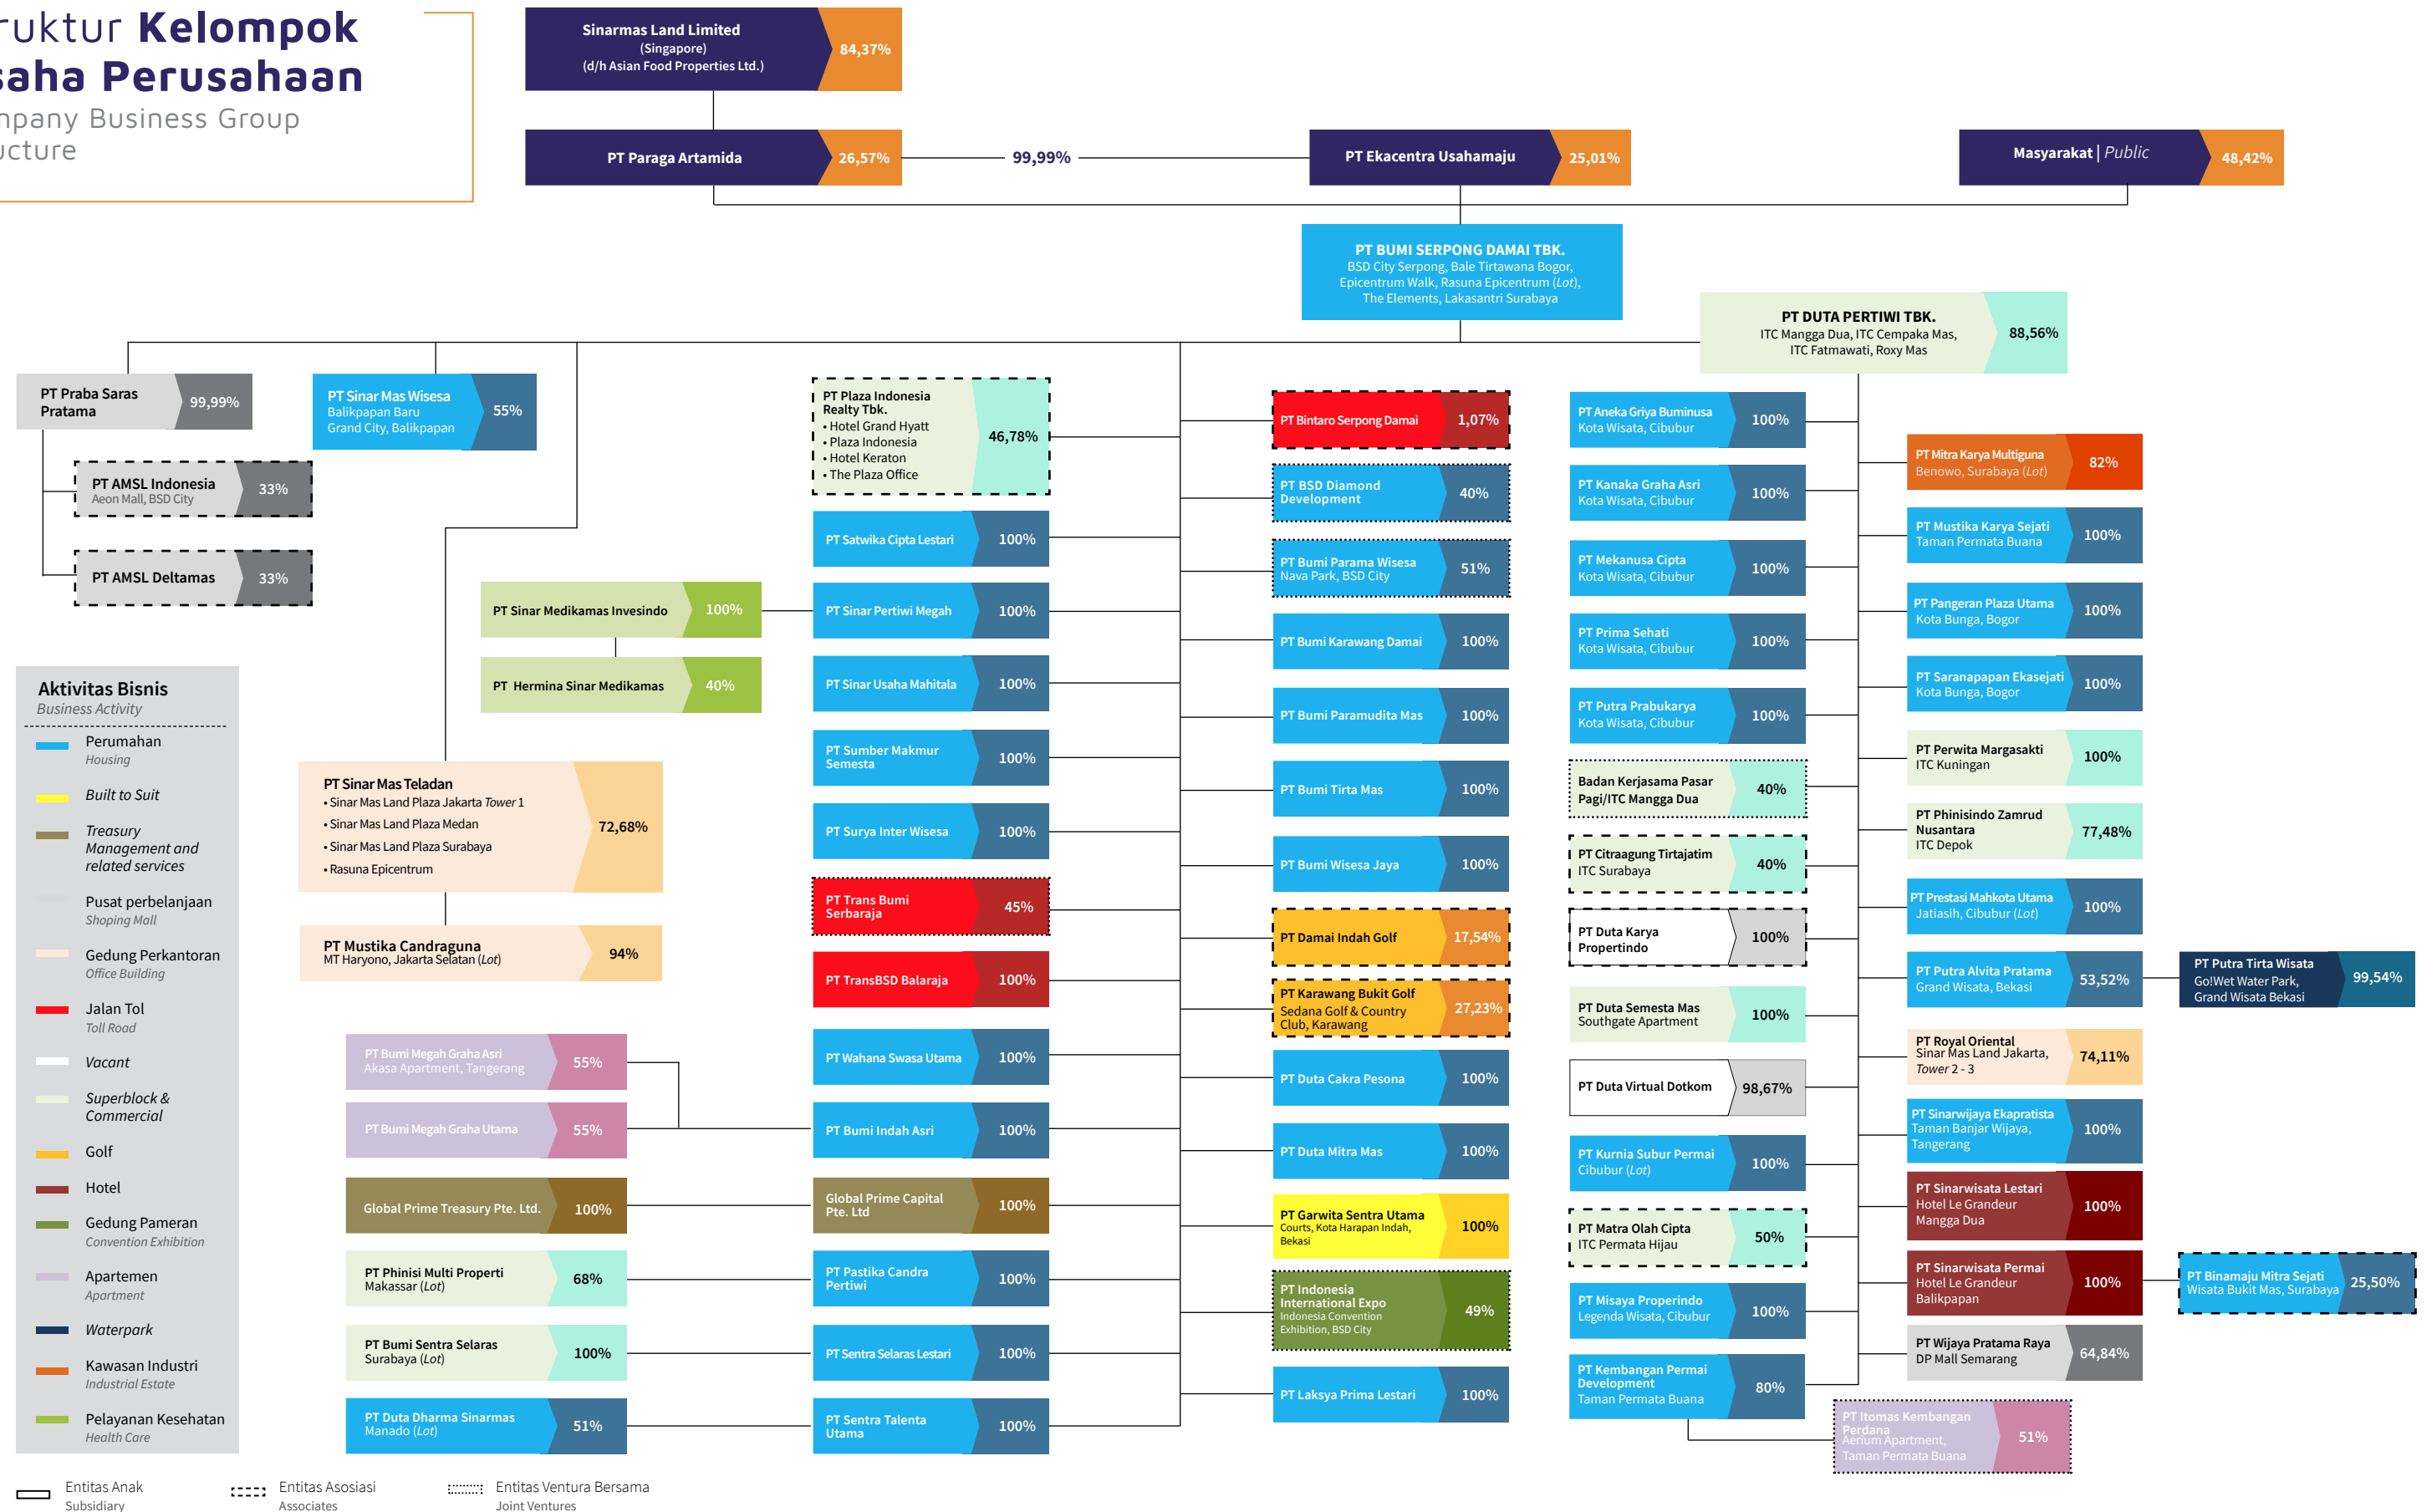 ruktur Kelompok
saha Perusahaan
mpany Business Group
ucture
Sinarmas Land Limited
(Singapore)
(d/h Asian Food Properties Ltd.)
84,37%
PT Paraga Artamida
26,57%
99,99%
PT Ekacentra Usahamaju
25,01%
Masyarakat | Public
48,42%
PT BUMI SERPONG DAMAI TBK.
BSD City Serpong, Bale Tirtawana Bogor,
Epicentrum Walk, Rasuna Epicentrum (Lot),
The Elements, Lakasantri Surabaya
PT DUTA PERTIWI TBK.
ITC Mangga Dua, ITC Cempaka Mas,
ITC Fatmawati, Roxy Mas
88,56%
PT Praba Saras
Pratama
99,99%
PT AMSL Indonesia
Aeon Mall, BSD City
33%
PT AMSL Deltamas
33%
PT Sinar Mas Wisesa
Balikpapan Baru
Grand City, Balikpapan
55%
PT Sinar Medikamas Invesindo
100%
PT Hermina Sinar Medikamas
40%
PT Sinar Mas Teladan
• Sinar Mas Land Plaza Jakarta Tower 1
• Sinar Mas Land Plaza Medan
• Sinar Mas Land Plaza Surabaya
• Rasuna Epicentrum
72,68%
PT Mustika Candraguna
MT Haryono, Jakarta Selatan (Lot)
94%
PT Bumi Megah Graha Asri
Akasa Apartment, Tangerang
55%
PT Bumi Megah Graha Utama
55%
Global Prime Treasury Pte. Ltd.
100%
PT Phinisi Multi Properti
Makassar (Lot)
68%
PT Bumi Sentra Selaras
Surabaya (Lot)
100%
PT Duta Dharma Sinarmas
Manado (Lot)
51%
PT Plaza Indonesia
Realty Tbk.
• Hotel Grand Hyatt
• Plaza Indonesia
• Hotel Keraton
• The Plaza Office
46,78%
PT Satwika Cipta Lestari
100%
PT Sinar Pertiwi Megah
100%
PT Sinar Usaha Mahitala
100%
PT Sumber Makmur
Semesta
100%
PT Surya Inter Wisesa
100%
PT Trans Bumi
Serbaraja
45%
PT TransBSD Balaraja
100%
PT Wahana Swasa Utama
100%
PT Bumi Indah Asri
100%
Global Prime Capital
Pte. Ltd
100%
PT Pastika Candra
Pertiwi
100%
PT Sentra Selaras Lestari
100%
PT Sentra Talenta
Utama
100%
PT Bintaro Serpong Damai
1,07%
PT BSD Diamond
Development
40%
PT Bumi Parama Wisesa
Nava Park, BSD City
51%
PT Bumi Karawang Damai
100%
PT Bumi Paramudita Mas
100%
PT Bumi Tirta Mas
100%
PT Bumi Wisesa Jaya
100%
PT Damai Indah Golf
17,54%
PT Karawang Bukit Golf
Sedana Golf & Country
Club, Karawang
27,23%
PT Duta Cakra Pesona
100%
PT Duta Mitra Mas
100%
PT Garwita Sentra Utama
Courts, Kota Harapan Indah,
Bekasi
100%
PT Indonesia
International Expo
Indonesia Convention
Exhibition, BSD City
49%
PT Laksya Prima Lestari
100%
PT Aneka Griya Buminusa
Kota Wisata, Cibubur
100%
PT Kanaka Graha Asri
Kota Wisata, Cibubur
100%
PT Mekanusa Cipta
Kota Wisata, Cibubur
100%
PT Prima Sehati
Kota Wisata, Cibubur
100%
PT Putra Prabukarya
Kota Wisata, Cibubur
100%
Badan Kerjasama Pasar
Pagi/ITC Mangga Dua
40%
PT Citraagung Tirtajatim
ITC Surabaya
40%
PT Duta Karya
Propertindo
100%
PT Duta Semesta Mas
Southgate Apartment
100%
PT Duta Virtual Dotkom
98,67%
PT Kurnia Subur Permai
Cibubur (Lot)
100%
PT Matra Olah Cipta
ITC Permata Hijau
50%
PT Misaya Properindo
Legenda Wisata, Cibubur
100%
PT Kembangan Permai
Development
Taman Permata Buana
80%
PT Itomas Kembangan
Perdana
Aerium Apartment,
Taman Permata Buana
51%
PT Mitra Karya Multiguna
Benowo, Surabaya (Lot)
82%
PT Mustika Karya Sejati
Taman Permata Buana
100%
PT Pangeran Plaza Utama
Kota Bunga, Bogor
100%
PT Saranapapan Ekasejati
Kota Bunga, Bogor
100%
PT Perwita Margasakti
ITC Kuningan
100%
PT Phinisindo Zamrud
Nusantara
ITC Depok
77,48%
PT Prestasi Mahkota Utama
Jatiasih, Cibubur (Lot)
100%
PT Putra Alvita Pratama
Grand Wisata, Bekasi
53,52%
PT Putra Tirta Wisata
Go!Wet Water Park,
Grand Wisata Bekasi
99,54%
PT Royal Oriental
Sinar Mas Land Jakarta,
Tower 2 - 3
74,11%
PT Sinarwijaya Ekapratista
Taman Banjar Wijaya,
Tangerang
100%
PT Sinarwisata Lestari
Hotel Le Grandeur
Mangga Dua
100%
PT Sinarwisata Permai
Hotel Le Grandeur
Balikpapan
100%
PT Binamaju Mitra Sejati
Wisata Bukit Mas, Surabaya
25,50%
PT Wijaya Pratama Raya
DP Mall Semarang
64,84%
Aktivitas Bisnis
Business Activity
Perumahan
Housing
Built to Suit
Treasury
Management and
related services
Pusat perbelanjaan
Shoping Mall
Gedung Perkantoran
Office Building
Jalan Tol
Toll Road
Vacant
Superblock &
Commercial
Golf
Hotel
Gedung Pameran
Convention Exhibition
Apartemen
Apartment
Waterpark
Kawasan Industri
Industrial Estate
Pelayanan Kesehatan
Health Care
Entitas Anak
Subsidiary
Entitas Asosiasi
Associates
Entitas Ventura Bersama
Joint Ventures